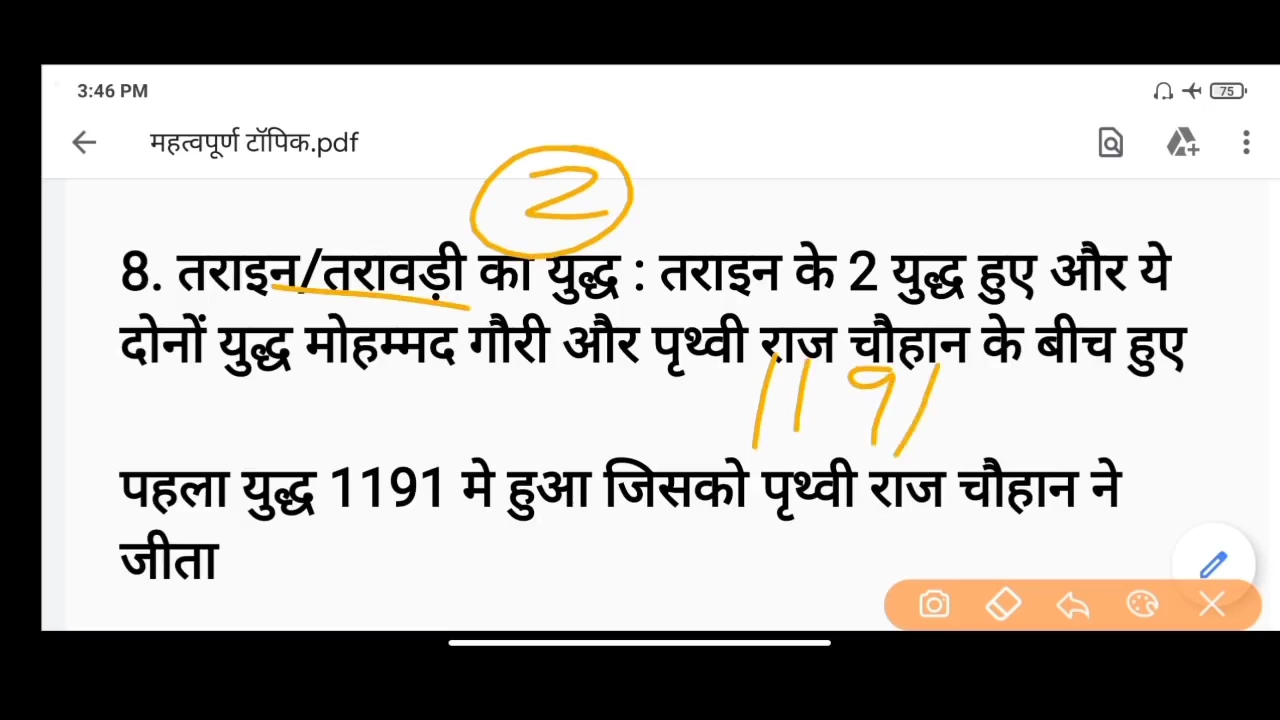 3:46 PM
75
महत्वपूर्ण टॉपिक.pdf
2
8. तराइन/तरावड़ी का युद्ध : तराइन के 2 युद्ध हुए और ये
दोनों युद्ध मोहम्मद गौरी और पृथ्वी राज चौहान के बीच हुए
1191
पहला युद्ध 1191 मे हुआ जिसको पृथ्वी राज चौहान ने
जीता